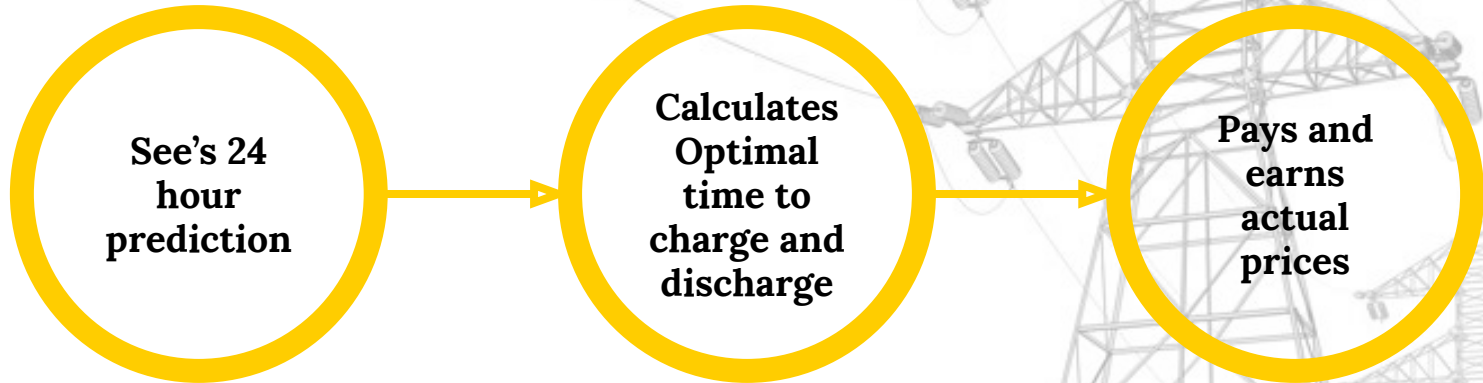 See’s 24
hour
prediction
Calculates
Optimal
time to
charge and
discharge
Pays and
earns
actual
prices